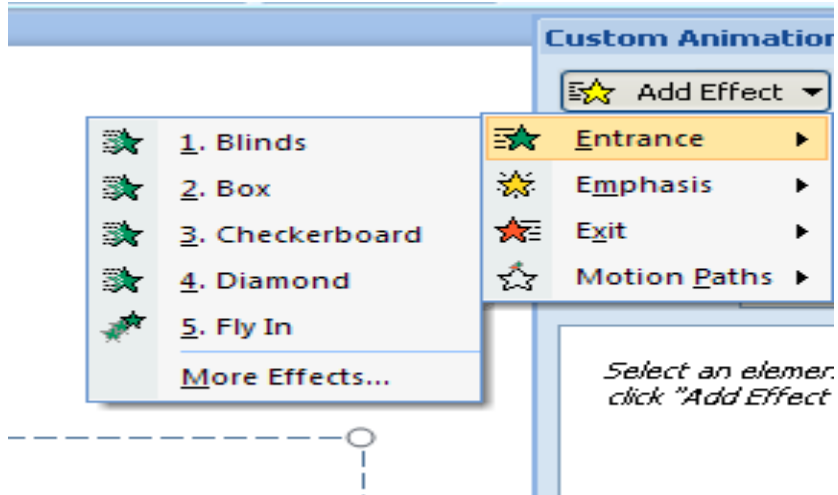 Custom Animation
Add Effect
1. Blinds
2. Box
3. Checkerboard
4. Diamond
5. Fly In
More Effects...
Entrance
Emphasis
Exit
Motion Paths
Select an element
click "Add Effect